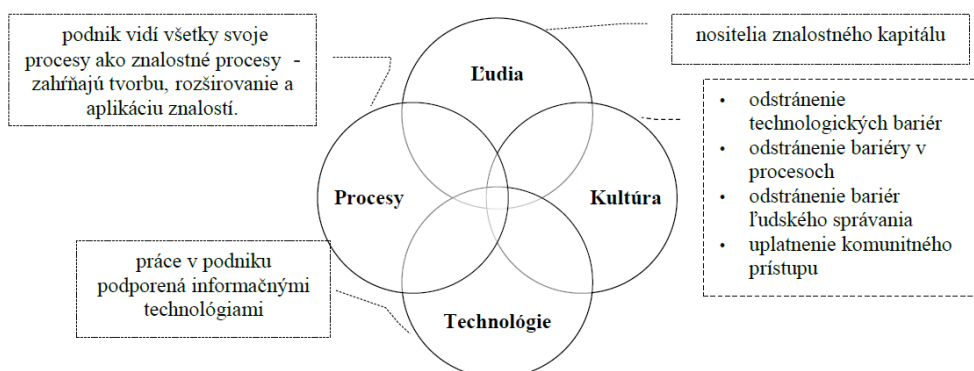 podnik vidí všetky svoje
procesy ako znalostné procesy -
zahŕňajú tvorbu, rozširovanie a
aplikáciu znalostí.
Ľudia
nositelia znalostného kapitálu
• odstránenie
technologických bariér
• odstránenie bariéry v
procesoch
• odstránenie bariér
ľudského správania
• uplatnenie komunitného
prístupu
Procesy
Kultúra
práce v podniku
podporená informačnými
technológiami
Technológie